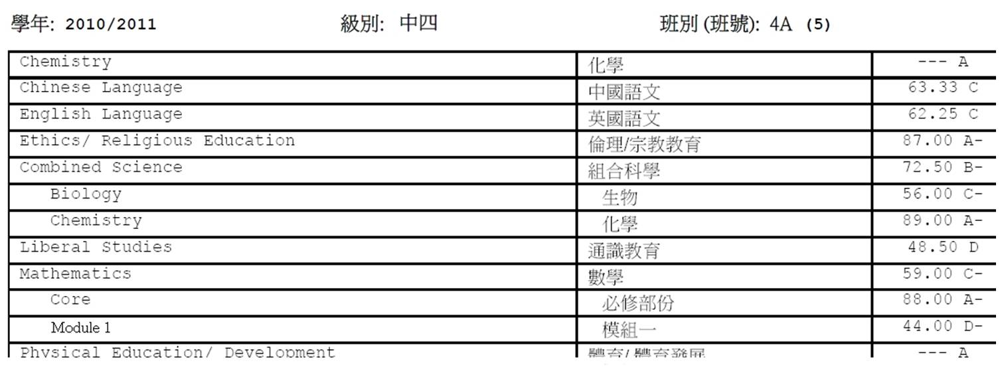 學年: 2010/2011 級別: 中四 班別 (班號): 4A (5)
Chemistry 化學 --- A
Chinese Language 中國語文 63.33 C
English Language 英國語文 62.25 C
Ethics/ Religious Education 倫理/宗教教育 87.00 A-
Combined Science 組合科學 72.50 B-
Biology 生物 56.00 C-
Chemistry 化學 89.00 A-
Liberal Studies 通識教育 48.50 D
Mathematics 數學 59.00 C-
Core 必修部份 88.00 A-
Module 1 模組一 44.00 D-
Physical Education/ Development 體育/ 體育發展 --- A